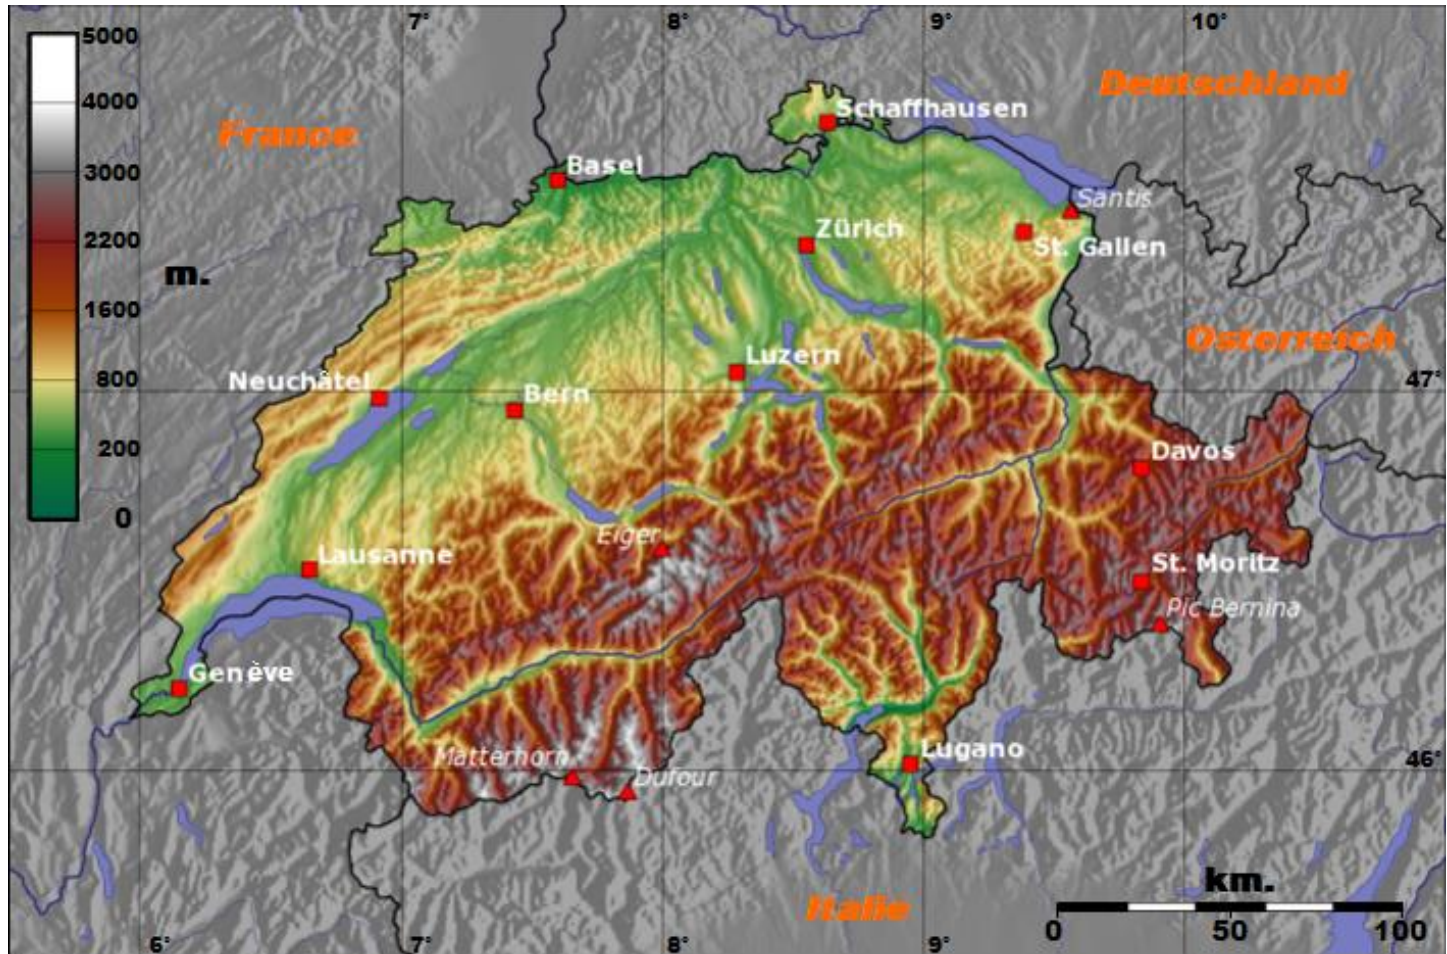 7°
8°
9°
10°
5000
4000
3000
2200
1600
800
200
0
m.
France
Deutschland
Schaffhausen
Basel
Santis
Zürich
St. Gallen
Osterreich
Luzern
Neuchâtel
Bern
47°
Davos
Eiger
Lausanne
St. Moritz
Pic Bernina
Genève
Matterhorn
Dufour
Lugano
46°
Italie
km.
0
50
100
6°
7°
8°
9°